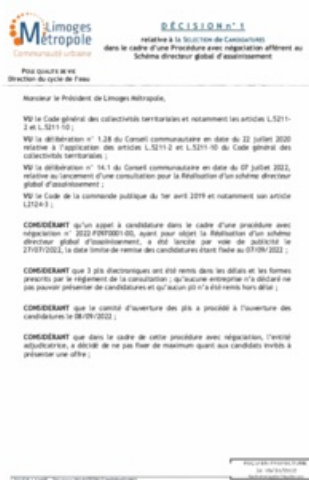 Limoges
Métropole
Communauté urbaine
DÉCISION n° 1
relative à la SÉLECTION DE CANDIDATURES
dans le cadre d'une Procédure avec négociation afférent au
Schéma directeur global d'assainissement
PÔLE QUALITÉ DE VIE
Direction du cycle de l'eau
Monsieur le Président de Limoges Métropole,
VU le Code général des collectivités territoriales et notamment les articles L.5211-
2 et L.5211-10 ;
VU la délibération n° 1.28 du Conseil communautaire en date du 22 juillet 2020
relative à l'application des articles L.5211-2 et L.5211-10 du Code général des
collectivités territoriales ;
VU la délibération n° 14.1 du Conseil communautaire en date du 07 juillet 2022,
relative au lancement d'une consultation pour la Réalisation d'un schéma directeur
global d'assainissement ;
VU le Code de la commande publique du 1er avril 2019 et notamment son article
L2124-3 ;
CONSIDÉRANT qu'un appel à candidature dans le cadre d'une procédure avec
négociation n° ayant pour objet la Réalisation d'un schéma
directeur global d'assainissement, a été lancée par voie de publicité le
27/07/2022, la date limite de remise des candidatures étant fixée au 07/09/2022 ;
CONSIDÉRANT que 3 plis électroniques ont été remis dans les délais et les formes
prescrits par le règlement de la consultation ; qu'aucune entreprise n'a déclaré ne
pas pouvoir présenter de candidatures et qu'aucun pli n'a été remis hors délai ;
CONSIDÉRANT que le comité d'ouverture des plis a procédé à l'ouverture des
candidatures le 08/09/2022 ;
CONSIDÉRANT que dans le cadre de cette procédure avec négociation, l'entité
adjudicatrice, a décidé de ne pas fixer de maximum quant aux candidats invités à
présenter une offre ;